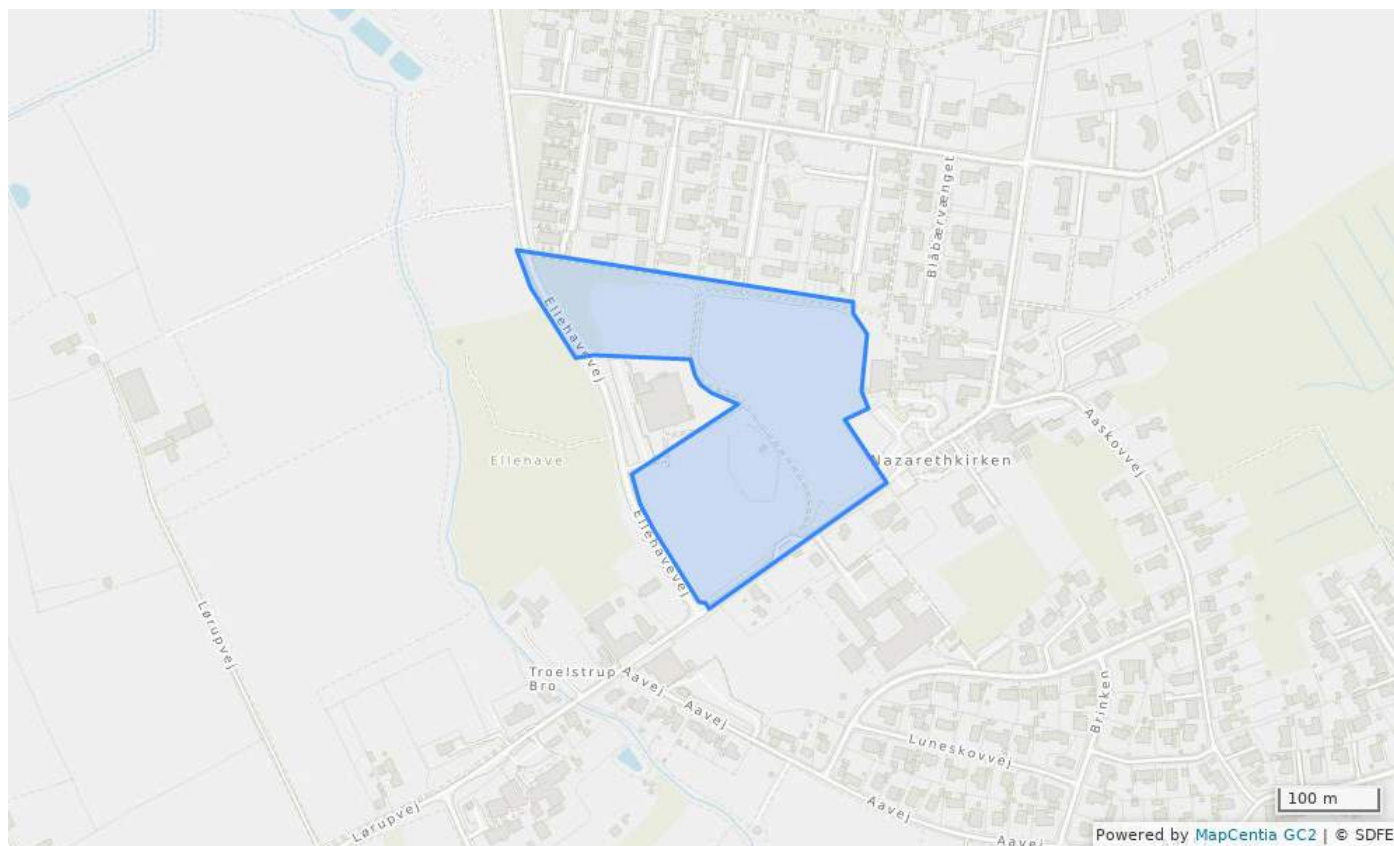 Blåbærvænget
Ellehavevej
Aaskovvej
Ellehave
Nazarethkirken
Ellehavevej
Lørupvej
Troelstrup
Bro
Aavej
Aavej
Brinken
Luneskovvej
Lørupvej
Aavej
Aavej
100 m
Powered by MapCentia GC2 | © SDFE